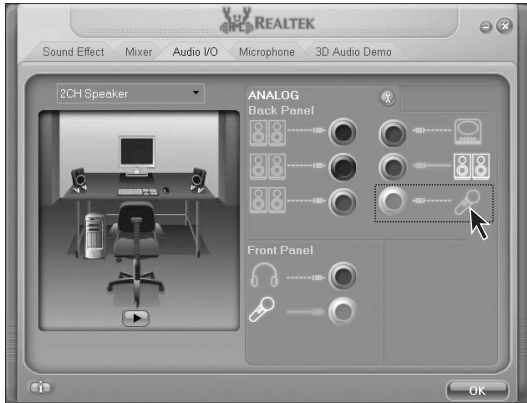 REALTEK
Sound Effect Mixer Audio I/O Microphone 3D Audio Demo
2CH Speaker
ANALOG
Back Panel
Front Panel
OK